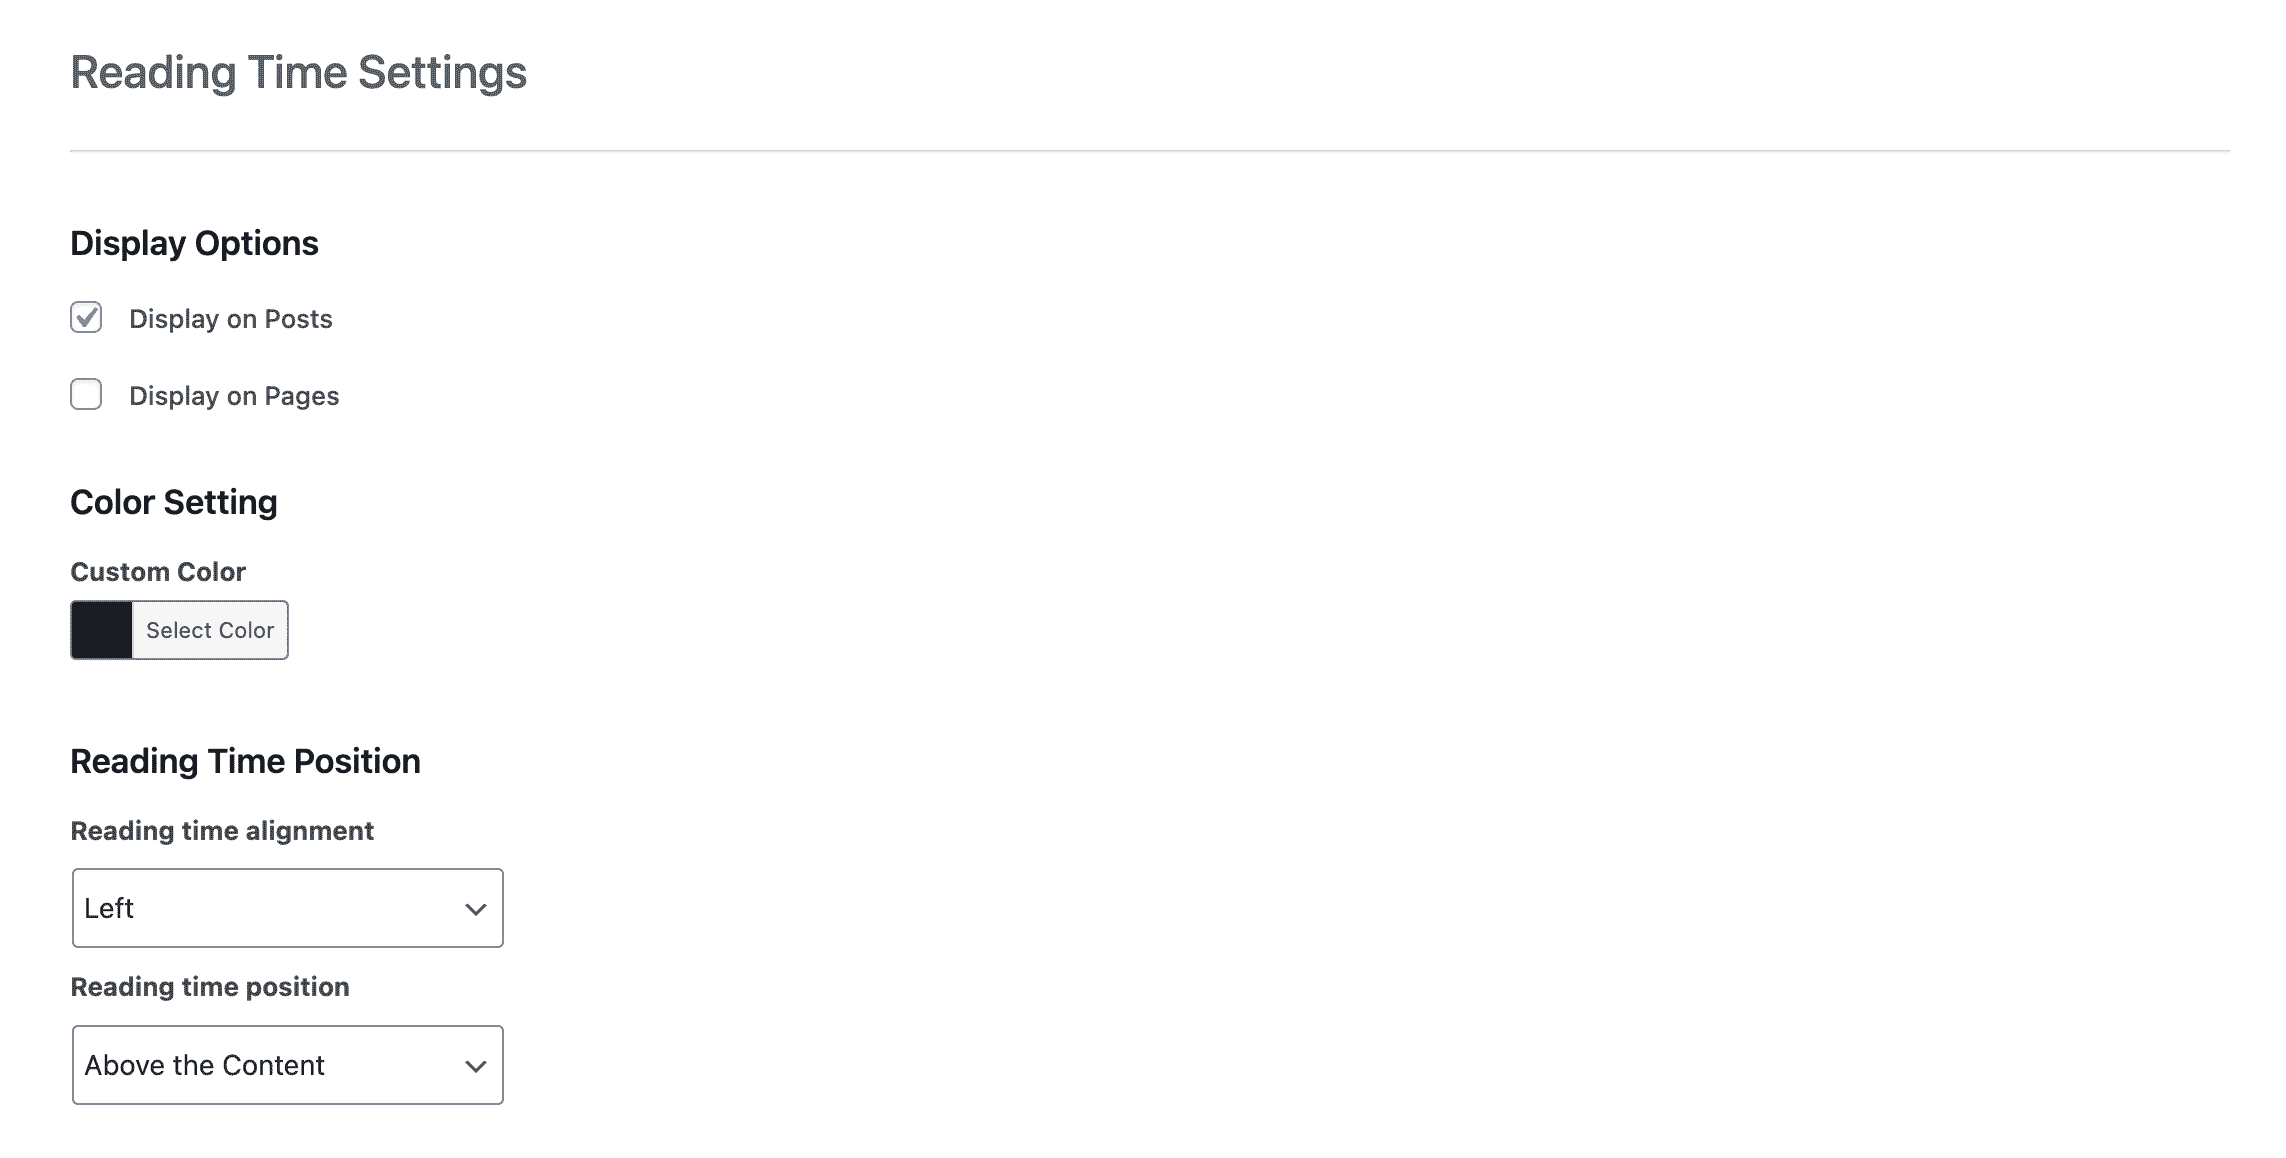 Reading Time Settings
Display Options
Display on Posts
Display on Pages
Color Setting
Custom Color
Select Color
Reading Time Position
Reading time alignment
Left
Reading time position
Above the Content